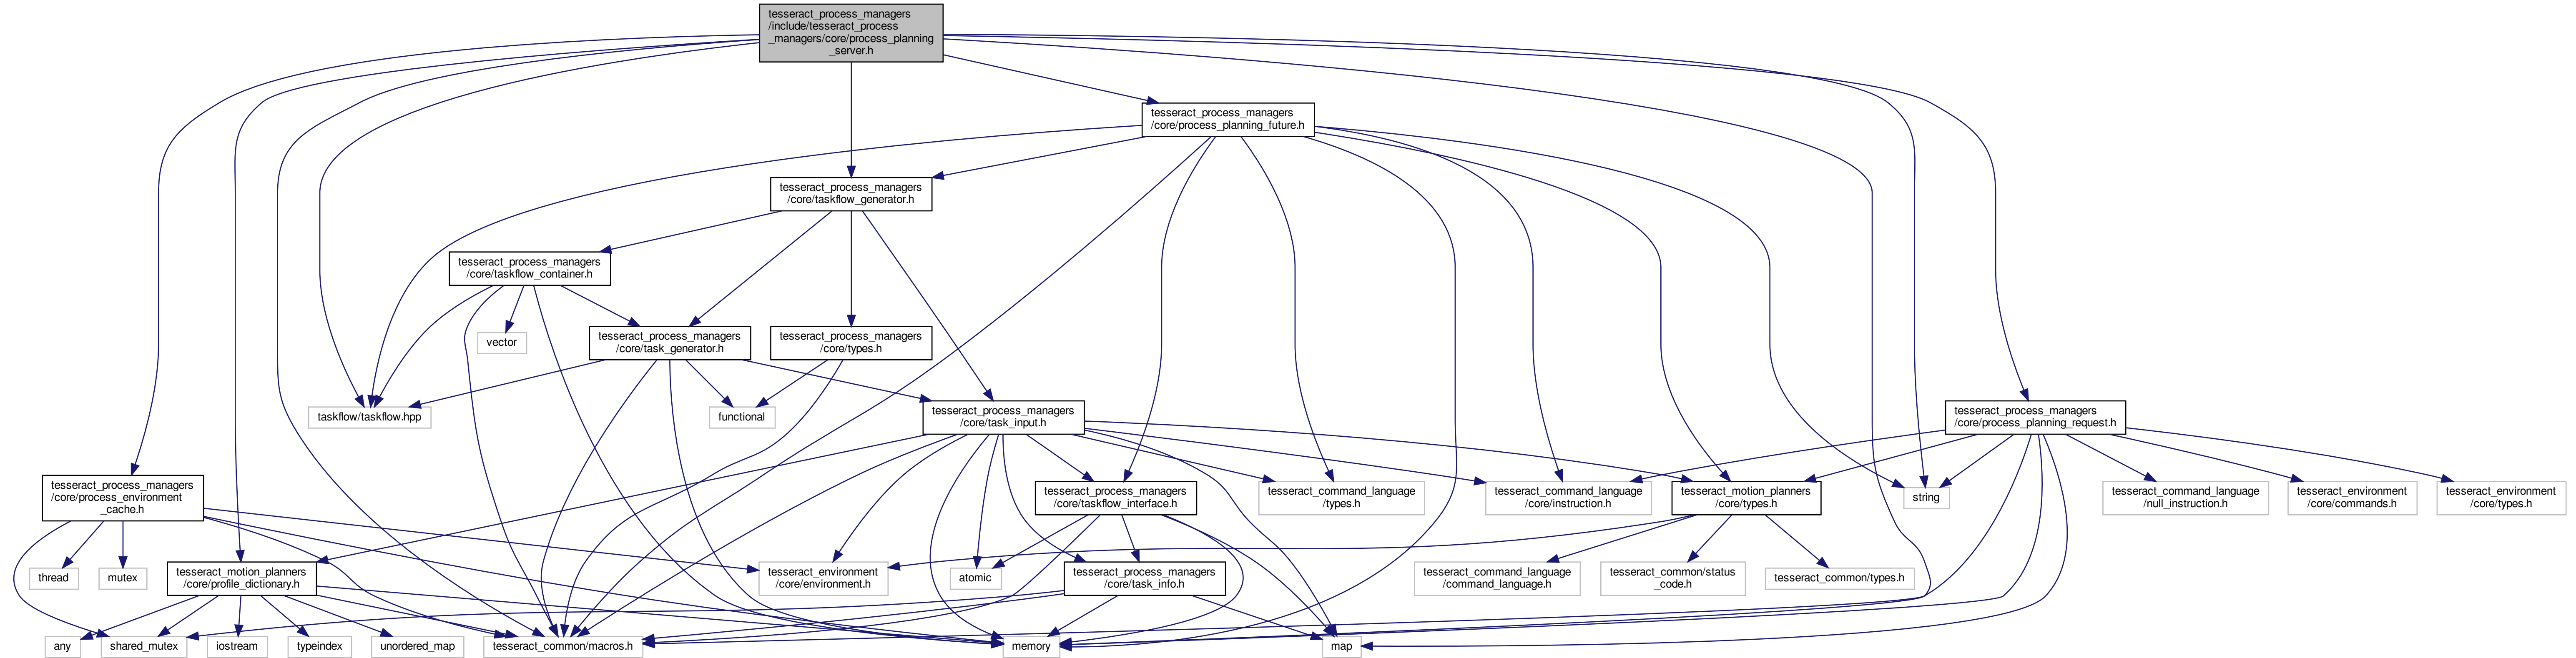 tesseract_process_managers
/include/tesseract_process
_managers/core/process_planning
_server.h
tesseract_process_managers
/core/process_planning_future.h
tesseract_process_managers
/core/taskflow_generator.h
tesseract_process_managers
/core/taskflow_container.h
vector
tesseract_process_managers
/core/task_generator.h
tesseract_process_managers
/core/types.h
taskflow/taskflow.hpp
functional
tesseract_process_managers
/core/task_input.h
tesseract_process_managers
/core/process_planning_request.h
tesseract_process_managers
/core/process_environment
_cache.h
tesseract_process_managers
/core/taskflow_interface.h
tesseract_command_language
/types.h
tesseract_command_language
/core/instruction.h
tesseract_motion_planners
/core/types.h
string
tesseract_command_language
/null_instruction.h
tesseract_environment
/core/commands.h
tesseract_environment
/core/types.h
thread
mutex
tesseract_motion_planners
/core/profile_dictionary.h
tesseract_environment
/core/environment.h
atomic
tesseract_process_managers
/core/task_info.h
tesseract_command_language
/command_language.h
tesseract_common/status
_code.h
tesseract_common/types.h
any
shared_mutex
iostream
typeindex
unordered_map
tesseract_common/macros.h
memory
map